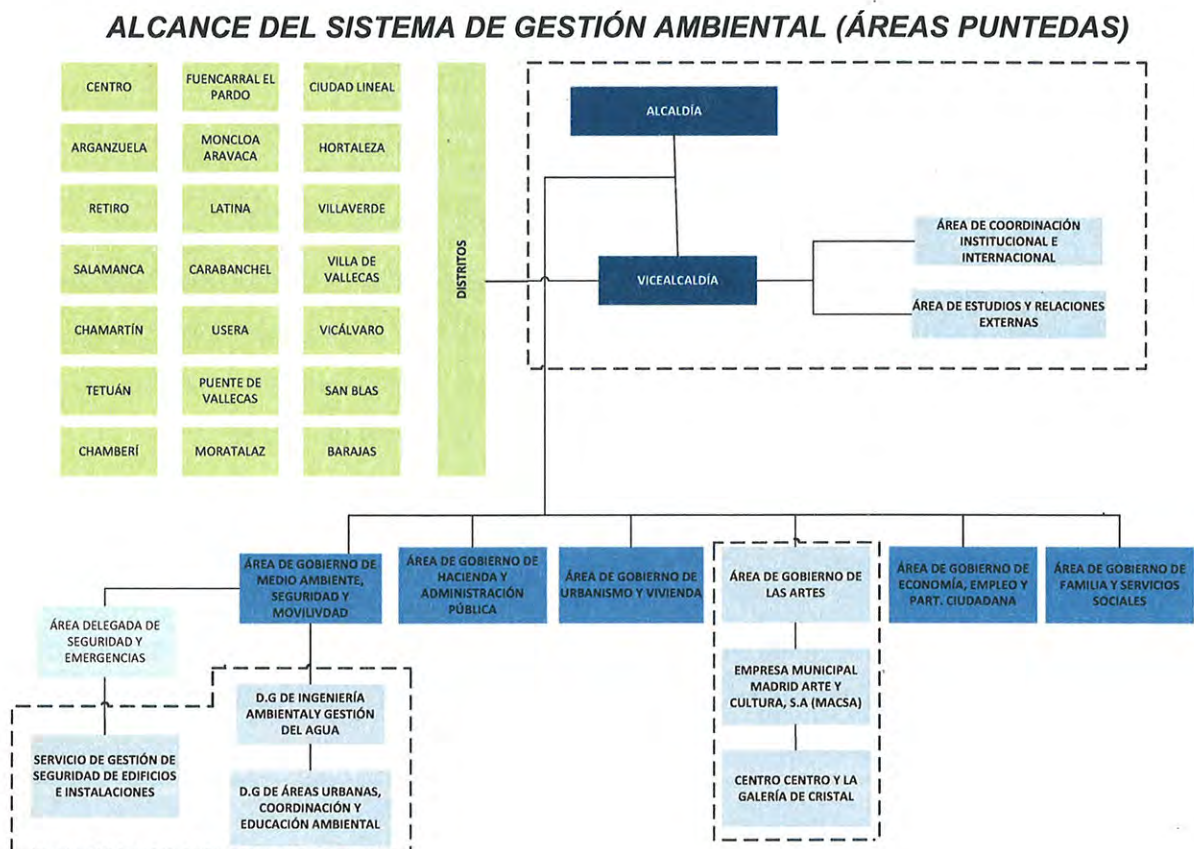 ALCANCE DEL SISTEMA DE GESTIÓN AMBIENTAL (ÁREAS PUNTEDAS)
CENTRO
FUENCARRAL EL
PARDO
CIUDAD LINEAL
ARGANZUELA
MONCLOA
ARAVACA
HORTALEZA
RETIRO
LATINA
VILLAVERDE
SALAMANCA
CARABANCHEL
VILLA DE
VALLECAS
CHAMARTÍN
USERA
VICÁLVARO
TETUÁN
PUENTE DE
VALLECAS
SAN BLAS
CHAMBERÍ
MORATALAZ
BARAJAS
DISTRITOS
ALCALDÍA
VICEALCALDÍA
ÁREA DE COORDINACIÓN
INSTITUCIONAL E
INTERNACIONAL
ÁREA DE ESTUDIOS Y RELACIONES
EXTERNAS
ÁREA DE GOBIERNO DE
MEDIO AMBIENTE,
SEGURIDAD Y
MOVILIVDAD
ÁREA DE GOBIERNO DE
HACIENDA Y
ADMINISTRACIÓN
PÚBLICA
ÁREA DE GOBIERNO DE
URBANISMO Y VIVIENDA
ÁREA DE GOBIERNO DE
LAS ARTES
ÁREA DE GOBIERNO DE
ECONOMÍA, EMPLEO Y
PART. CIUDADANA
ÁREA DE GOBIERNO DE
FAMILIA Y SERVICIOS
SOCIALES
ÁREA DELEGADA DE
SEGURIDAD Y
EMERGENCIAS
SERVICIO DE GESTIÓN DE
SEGURIDAD DE EDIFICIOS
E INSTALACIONES
D.G DE INGENIERÍA
AMBIENTALY GESTIÓN
DEL AGUA
D.G DE ÁREAS URBANAS,
COORDINACIÓN Y
EDUCACIÓN AMBIENTAL
EMPRESA MUNICIPAL
MADRID ARTE Y
CULTURA, S.A (MACSA)
CENTRO CENTRO Y LA
GALERÍA DE CRISTAL